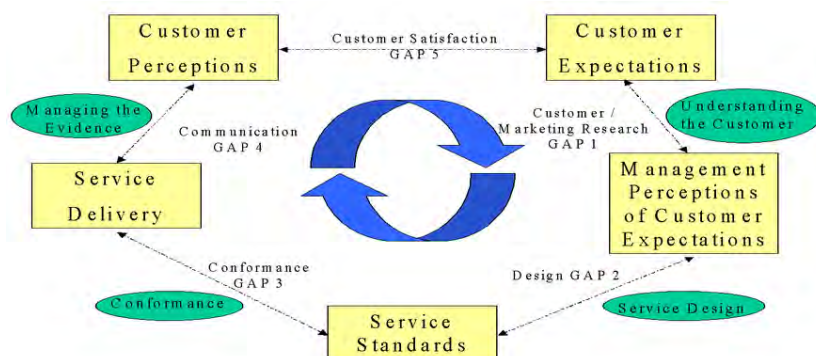 Customer
Perceptions
Customer Satisfaction
GAP 5
Customer
Expectations
Managing the
Evidence
Communication
GAP 4
Customer /
Marketing Research
GAP 1
Understanding
the Customer
Service
Delivery
Management
Perceptions
of Customer
Expectations
Conformance
GAP 3
Design GAP 2
Conformance
Service Design
Service
Standards